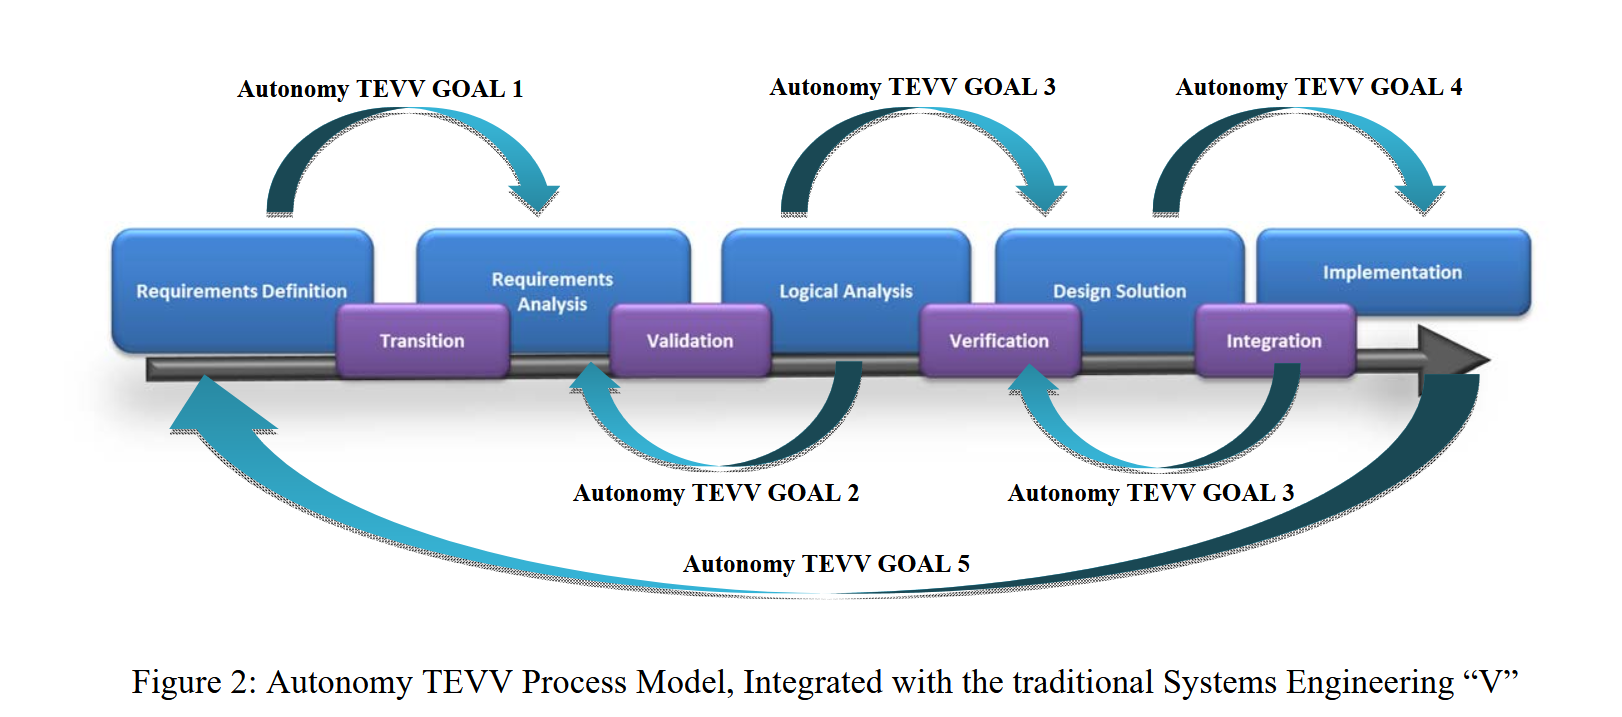 Autonomy TEVV GOAL 1
Autonomy TEVV GOAL 3
Autonomy TEVV GOAL 4
Requirements Definition
Requirements
Analysis
Logical Analysis
Design Solution
Implementation
Transition
Validation
Verification
Integration
Autonomy TEVV GOAL 2
Autonomy TEVV GOAL 3
Autonomy TEVV GOAL 5
Figure 2: Autonomy TEVV Process Model, Integrated with the traditional Systems Engineering “V”